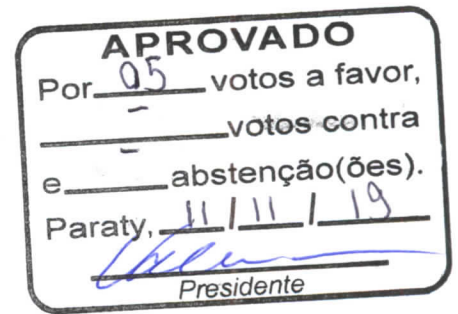 APROVADO
Por 05 votos a favor,
- votos contra
e - abstenção(ões).
Paraty, 11/11/19
Presidente